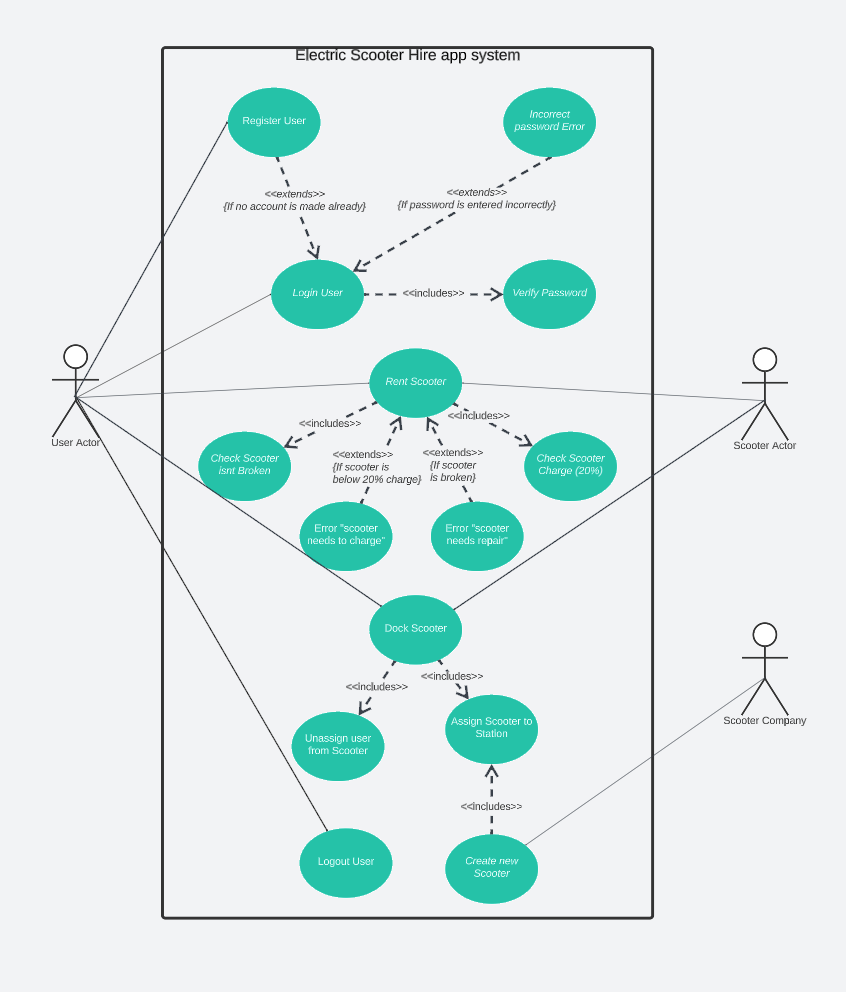 Electric Scooter Hire app system
Register User
Incorrect
password Error
<<extends>>
{If no account is made already}
<<extends>>
{If password is entered incorrectly}
Login User
<<includes>>
Verify Password
User Actor
Rent Scooter
Scooter Actor
<<includes>>
<<includes>>
Check Scooter
Isnt Broken
<<extends>>
{If scooter is
below 20% charge}
<<extends>>
{If scooter
is broken}
Check Scooter
Charge (20%)
Error "scooter
needs to charge"
Error "scooter
needs repair"
Dock Scooter
<<includes>>
<<includes>>
Unassign user
from Scooter
Assign Scooter to
Station
Scooter Company
<<includes>>
Logout User
Create new
Scooter